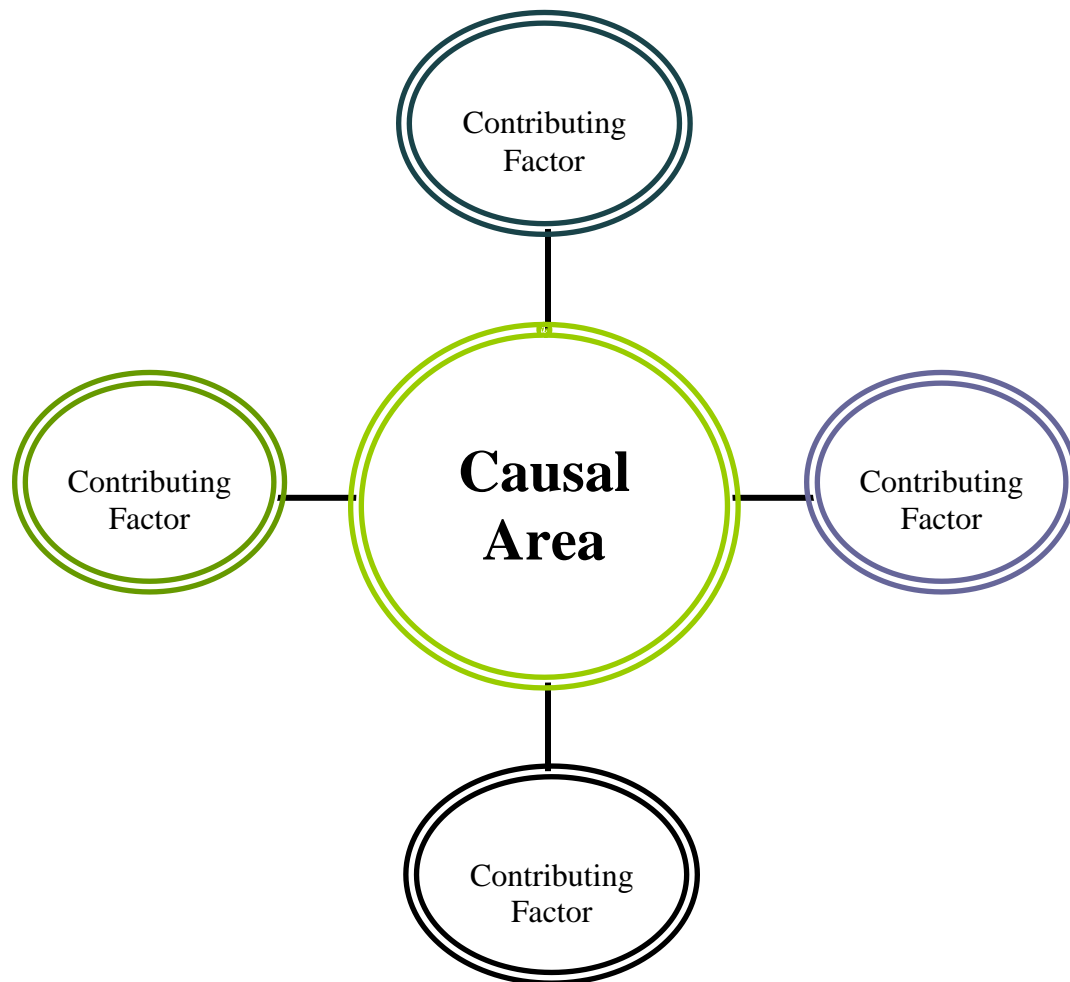 Contributing
Factor
Causal
Area
Contributing
Factor
Contributing
Factor
Contributing
Factor